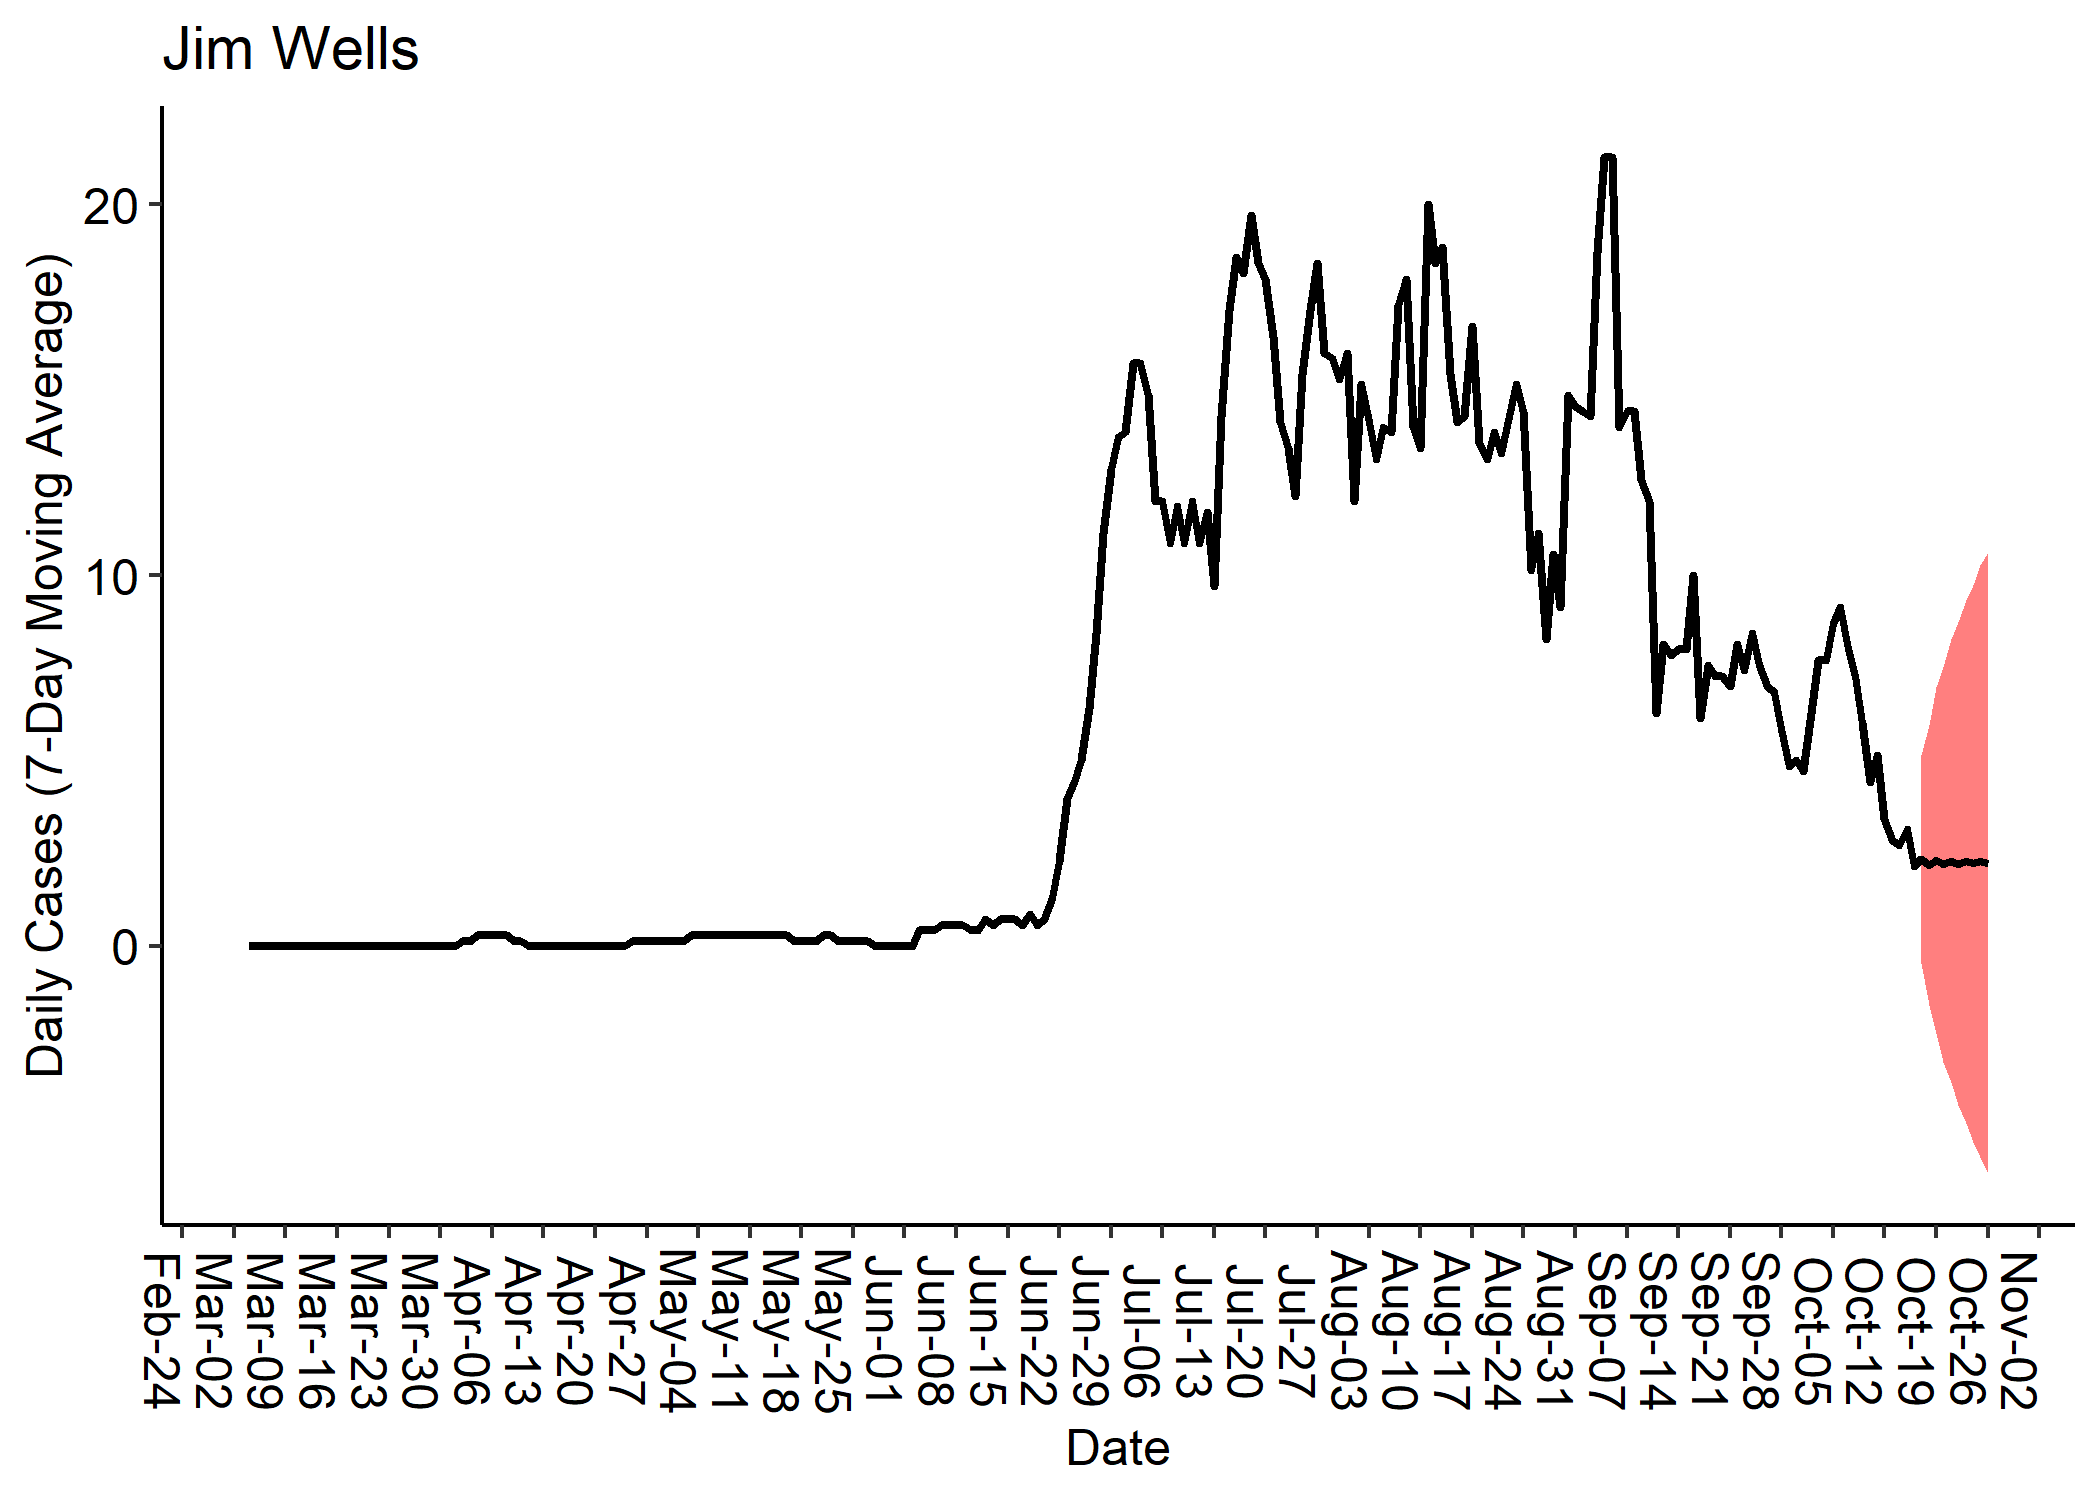 Jim Wells
Daily Cases (7-Day Moving Average)
20
10
0
Feb-24
Mar-02
Mar-09
Mar-16
Mar-23
Mar-30
Apr-06
Apr-13
Apr-20
Apr-27
May-04
May-11
May-18
May-25
Jun-01
Jun-08
Jun-15
Jun-22
Jun-29
Jul-06
Jul-13
Jul-20
Jul-27
Aug-03
Aug-10
Aug-17
Aug-24
Aug-31
Sep-07
Sep-14
Sep-21
Sep-28
Oct-05
Oct-12
Oct-19
Oct-26
Nov-02
Date